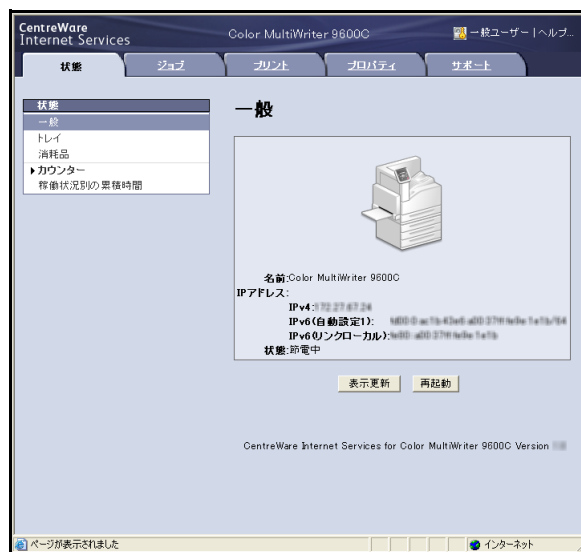 CentreWare
Internet Services
Color MultiWriter 9600C
一般ユーザー | ヘルプ...
状態
ジョブ
プリント
プロパティ
サポート
状態
一般
トレイ
消耗品
カウンター
稼働状況別の累積時間
一般
名前:Color MultiWriter 9600C
IPアドレス:
IPv4:
IPv6(自動設定1):
IPv6(リンクローカル):
状態:節電中
表示更新
再起動
CentreWare Internet Services for Color MultiWriter 9600C Version
ページが表示されました
インターネット